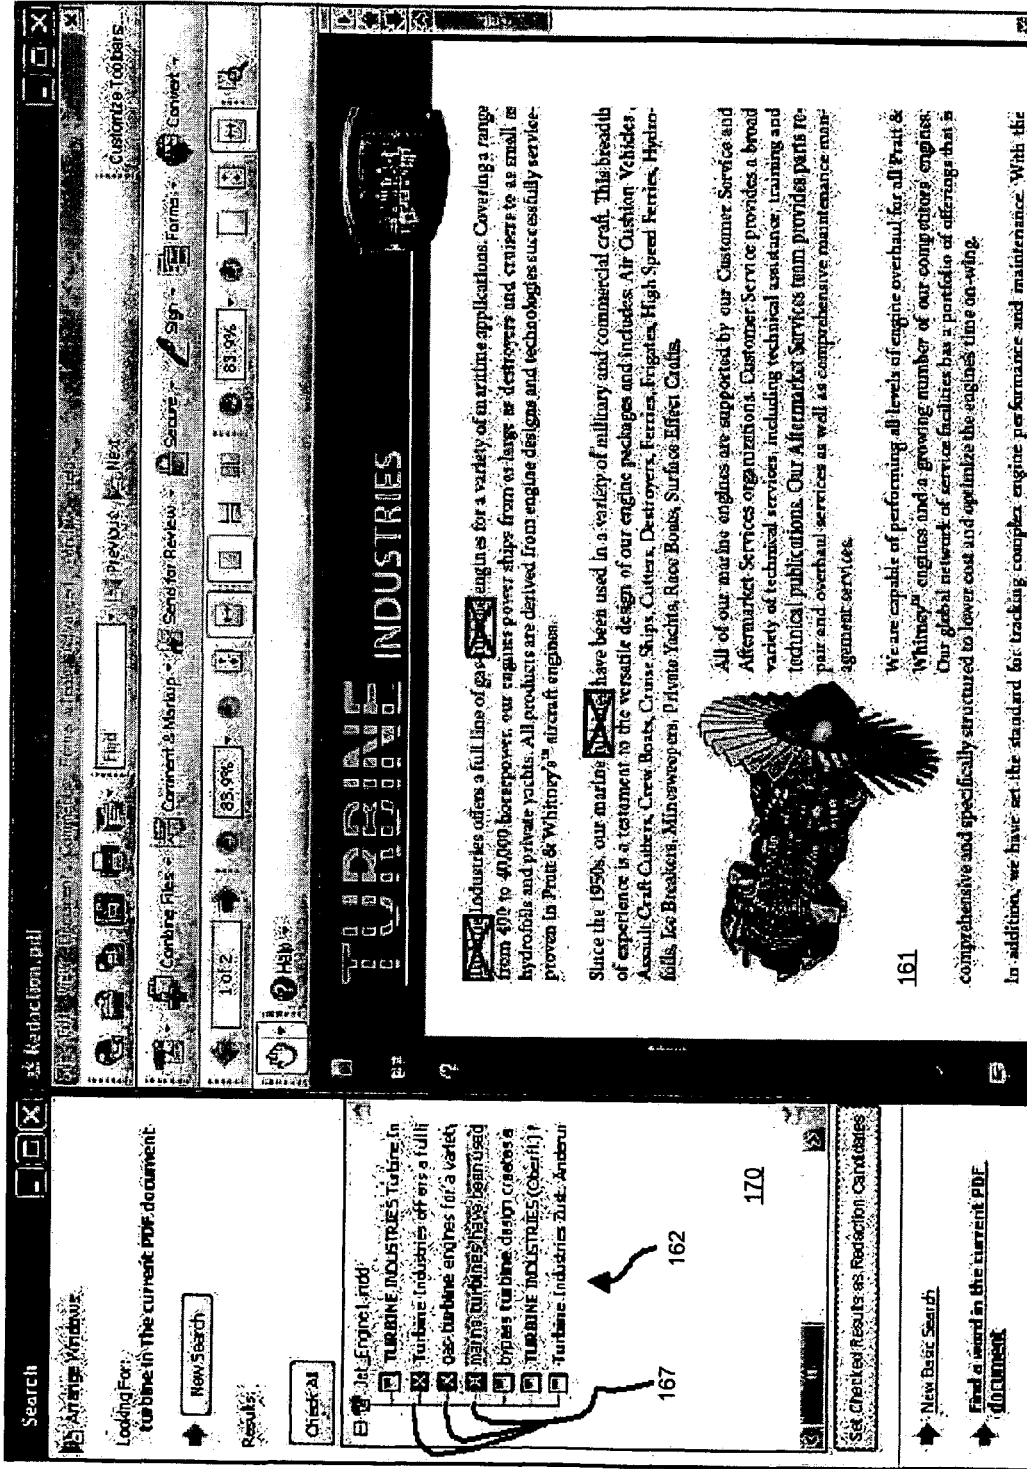 Search
Arrange Windows
Looking For:
turbine in The current PDF document
New Search
Results:
Check All
Jet_Engine1.indd
TURBINE INDUSTRIES Turbine In
Turbine Industries offers a full li
gas-turbine engines for a variety
marine turbines have been used
bypass turbine design creates a
TURBINE INDUSTRIES (Oberfl.)
Turbine Industries Zust. Anderun
167
162
170
Set Checked Results as Redaction Candidates
New Basic Search
Find a word in the current PDF
document
Redaction.pdf
Find
Previous
Next
Customize Toolbars
Combine Files
Comment & Markup
Send for Review
Secure
Sign
Forms
Convert
1 of 2
83.9%
83.9%
Help
TURBINE INDUSTRIES
Industries offers a full line of gas- engines for a variety of maritime applications. Covering a range
from 400 to 40,000 horsepower, our engines power ships from as large as destroyers and cruisers to as small as
hydrofoils and private yachts. All products are derived from engine designs and technologies successfully service-
proven in Pratt & Whitney's™ aircraft engines.
Since the 1950s, our marine have been used in a variety of military and commercial craft. This breadth
of experience is a testament to the versatile design of our engine packages and includes: Air Cushion Vehicles,
Assault Craft Cutters, Crew Boats, Cruise Ships, Cutters, Destroyers, Ferries, Frigates, High Speed Ferries, Hydro-
foils, Ice Breakers, Minesweepers, Private Yachts, Race Boats, Surface Effect Crafts.
All of our marine engines are supported by our Customer Service and
Aftermarket Services organizations. Customer Service provides a broad
variety of technical services, including technical assistance, training and
technical publications. Our Aftermarket Services team provides parts re-
pair and overhaul services as well as comprehensive maintenance man-
agement services.
161
We are capable of performing all levels of engine overhaul for all Pratt &
Whitney™ engines and a growing number of our competitors engines.
Our global network of service facilities has a portfolio of offerings that is
comprehensive and specifically structured to lower cost and optimize the engines time on-wing.
In addition, we have set the standard for tracking complex engine performance and maintenance. With the